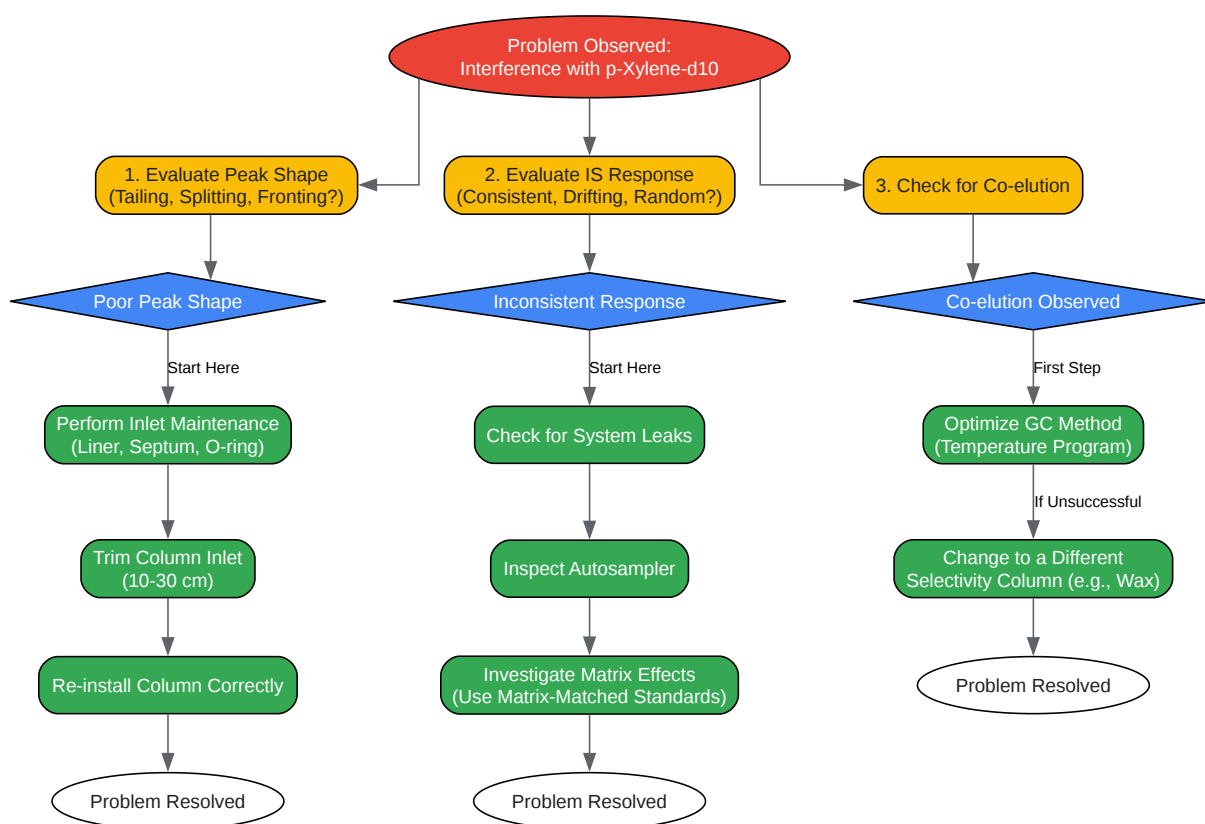 Problem Observed:
Interference with p-Xylene-d10
1. Evaluate Peak Shape
(Tailing, Splitting, Fronting?)
2. Evaluate IS Response
(Consistent, Drifting, Random?)
3. Check for Co-elution
Poor Peak Shape
Inconsistent Response
Co-elution Observed
Start Here
Start Here
First Step
Perform Inlet Maintenance
(Liner, Septum, O-ring)
Check for System Leaks
Optimize GC Method
(Temperature Program)
If Unsuccessful
Trim Column Inlet
(10-30 cm)
Inspect Autosampler
Change to a Different
Selectivity Column (e.g., Wax)
Re-install Column Correctly
Investigate Matrix Effects
(Use Matrix-Matched Standards)
Problem Resolved
Problem Resolved
Problem Resolved